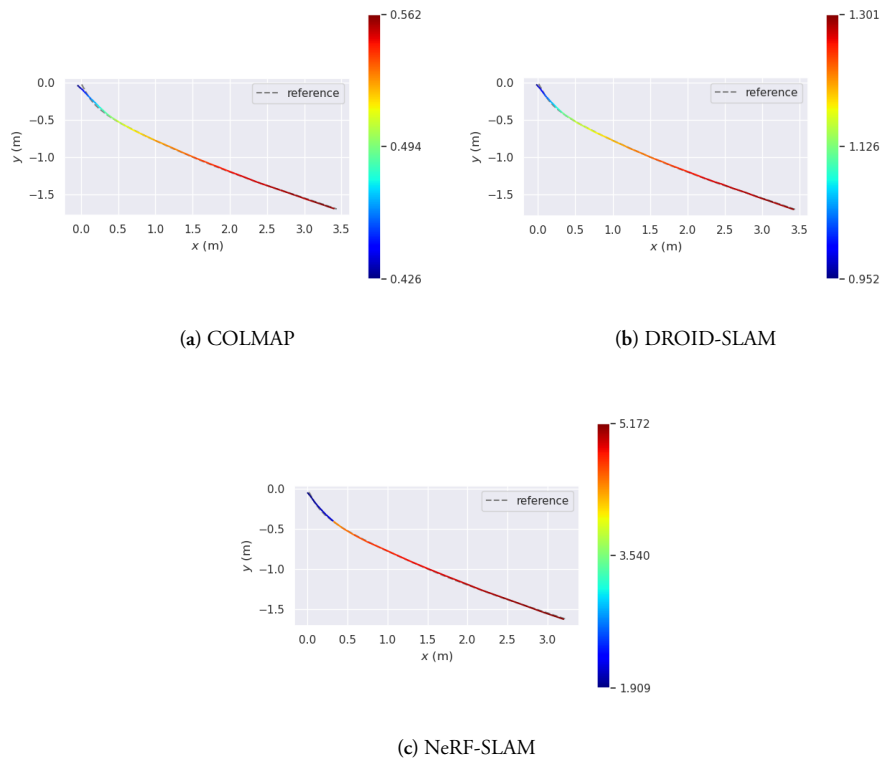 0.562
0.494
0.426
reference
0.0
−0.5
−1.0
−1.5
y (m)
0.0 0.5 1.0 1.5 2.0 2.5 3.0 3.5
x (m)
(a) COLMAP
1.301
1.126
0.952
reference
0.0
−0.5
−1.0
−1.5
y (m)
0.0 0.5 1.0 1.5 2.0 2.5 3.0 3.5
x (m)
(b) DROID-SLAM
5.172
3.540
1.909
reference
0.0
−0.5
−1.0
−1.5
y (m)
0.0 0.5 1.0 1.5 2.0 2.5 3.0
x (m)
(c) NeRF-SLAM